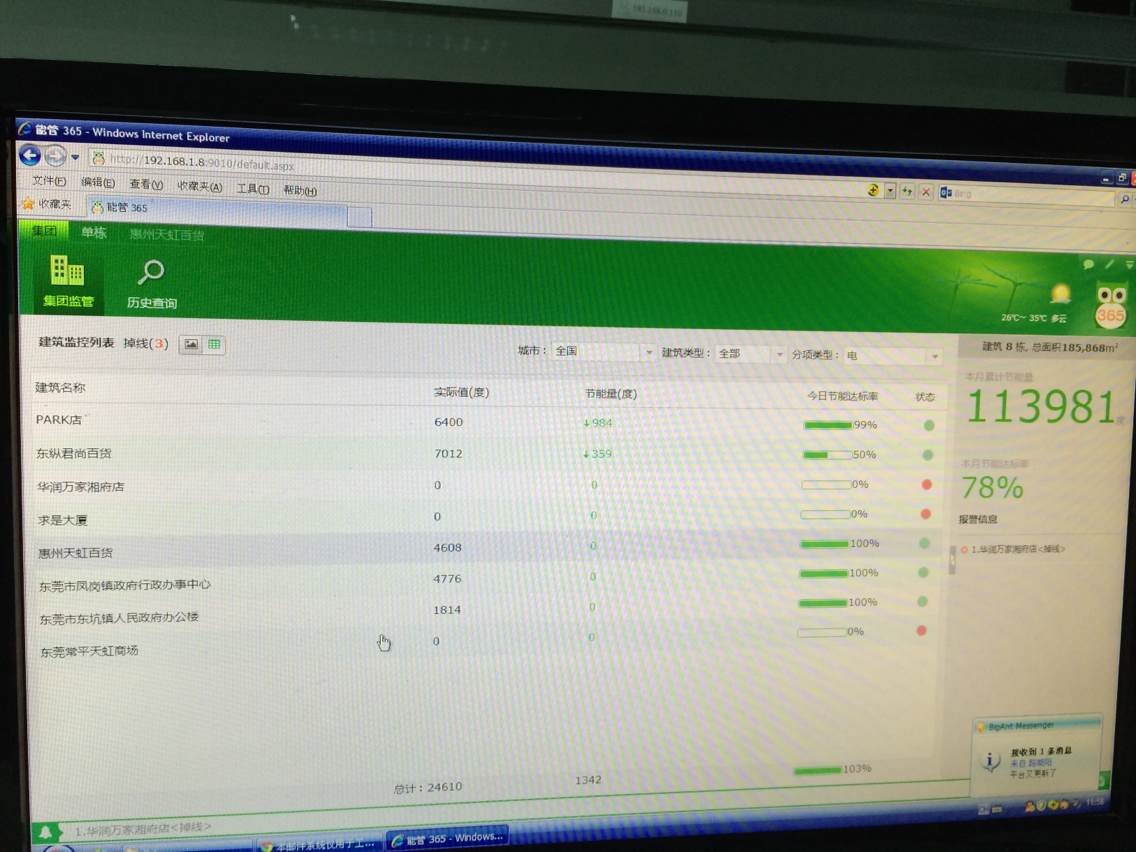 能管 365 - Windows Internet Explorer
http://192.168.1.8:9010/default.aspx
文件(F) 编辑(E) 查看(V) 收藏夹(A) 工具(T) 帮助(H)
Bing
收藏夹 能管 365
集团 单栋 惠州天虹百货
集团监管 历史查询
26℃~ 35℃ 多云
365
建筑监控列表 掉线(3)
城市： 全国 建筑类型： 全部 分项类型： 电
建筑 8 栋, 总面积185,868m²
建筑名称 实际值(度) 节能量(度) 今日节能达标率 状态
PARK店 6400 ↓984 99%
东纵君尚百货 7012 ↓359 50%
华润万家湘府店 0 0 0%
求是大厦 0 0 0%
惠州天虹百货 4608 0 100%
东莞市凤岗镇政府行政办事中心 4776 0 100%
东莞市东坑镇人民政府办公楼 1814 0 100%
东莞常平天虹商场 0 0 0%
总计：24610 1342 103%
本月累计节能量
113981
本月节能达标率
78%
报警信息
1.华润万家湘府店<掉线>
BigAnt Messenger
接收到 1 条消息
平台又更新了
1.华润万家湘府店<掉线>
本邮件系统仅用于工... 能管 365 - Windows...
11:58